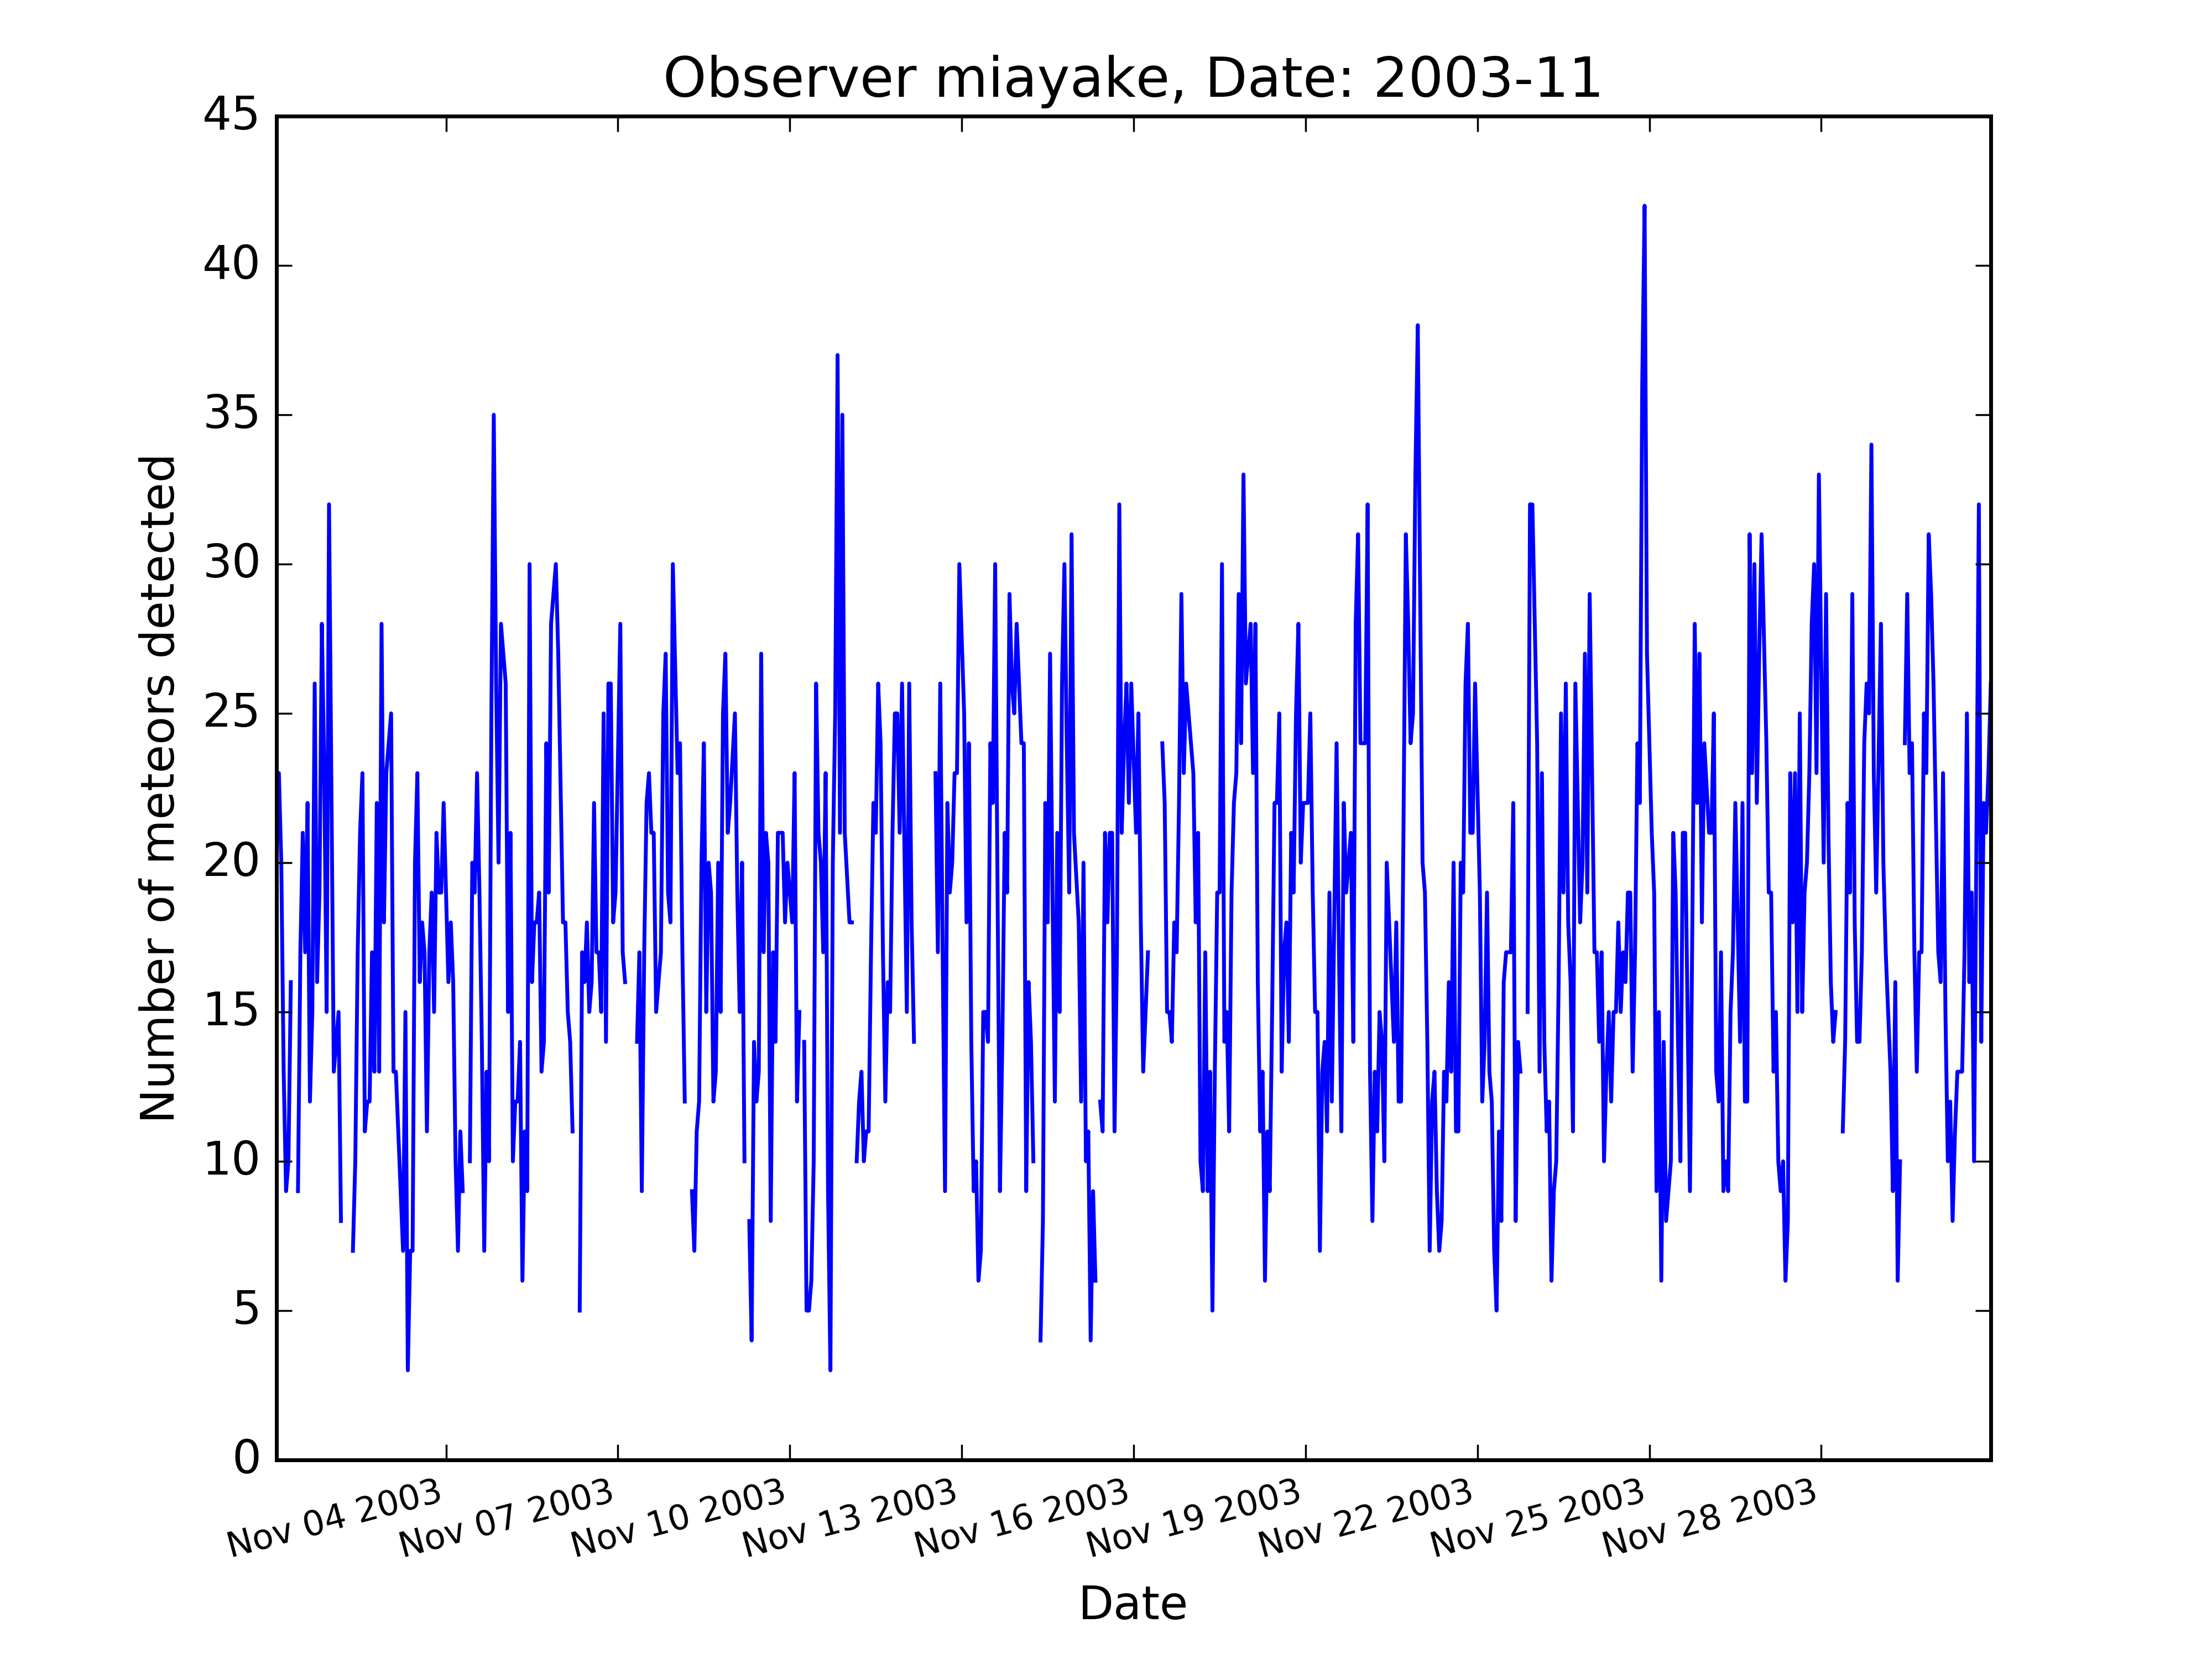 Observer miayake, Date: 2003-11
45
40
35
30
25
20
15
10
5
0
Number of meteors detected
Nov 04 2003
Nov 07 2003
Nov 10 2003
Nov 13 2003
Nov 16 2003
Nov 19 2003
Nov 22 2003
Nov 25 2003
Nov 28 2003
Date